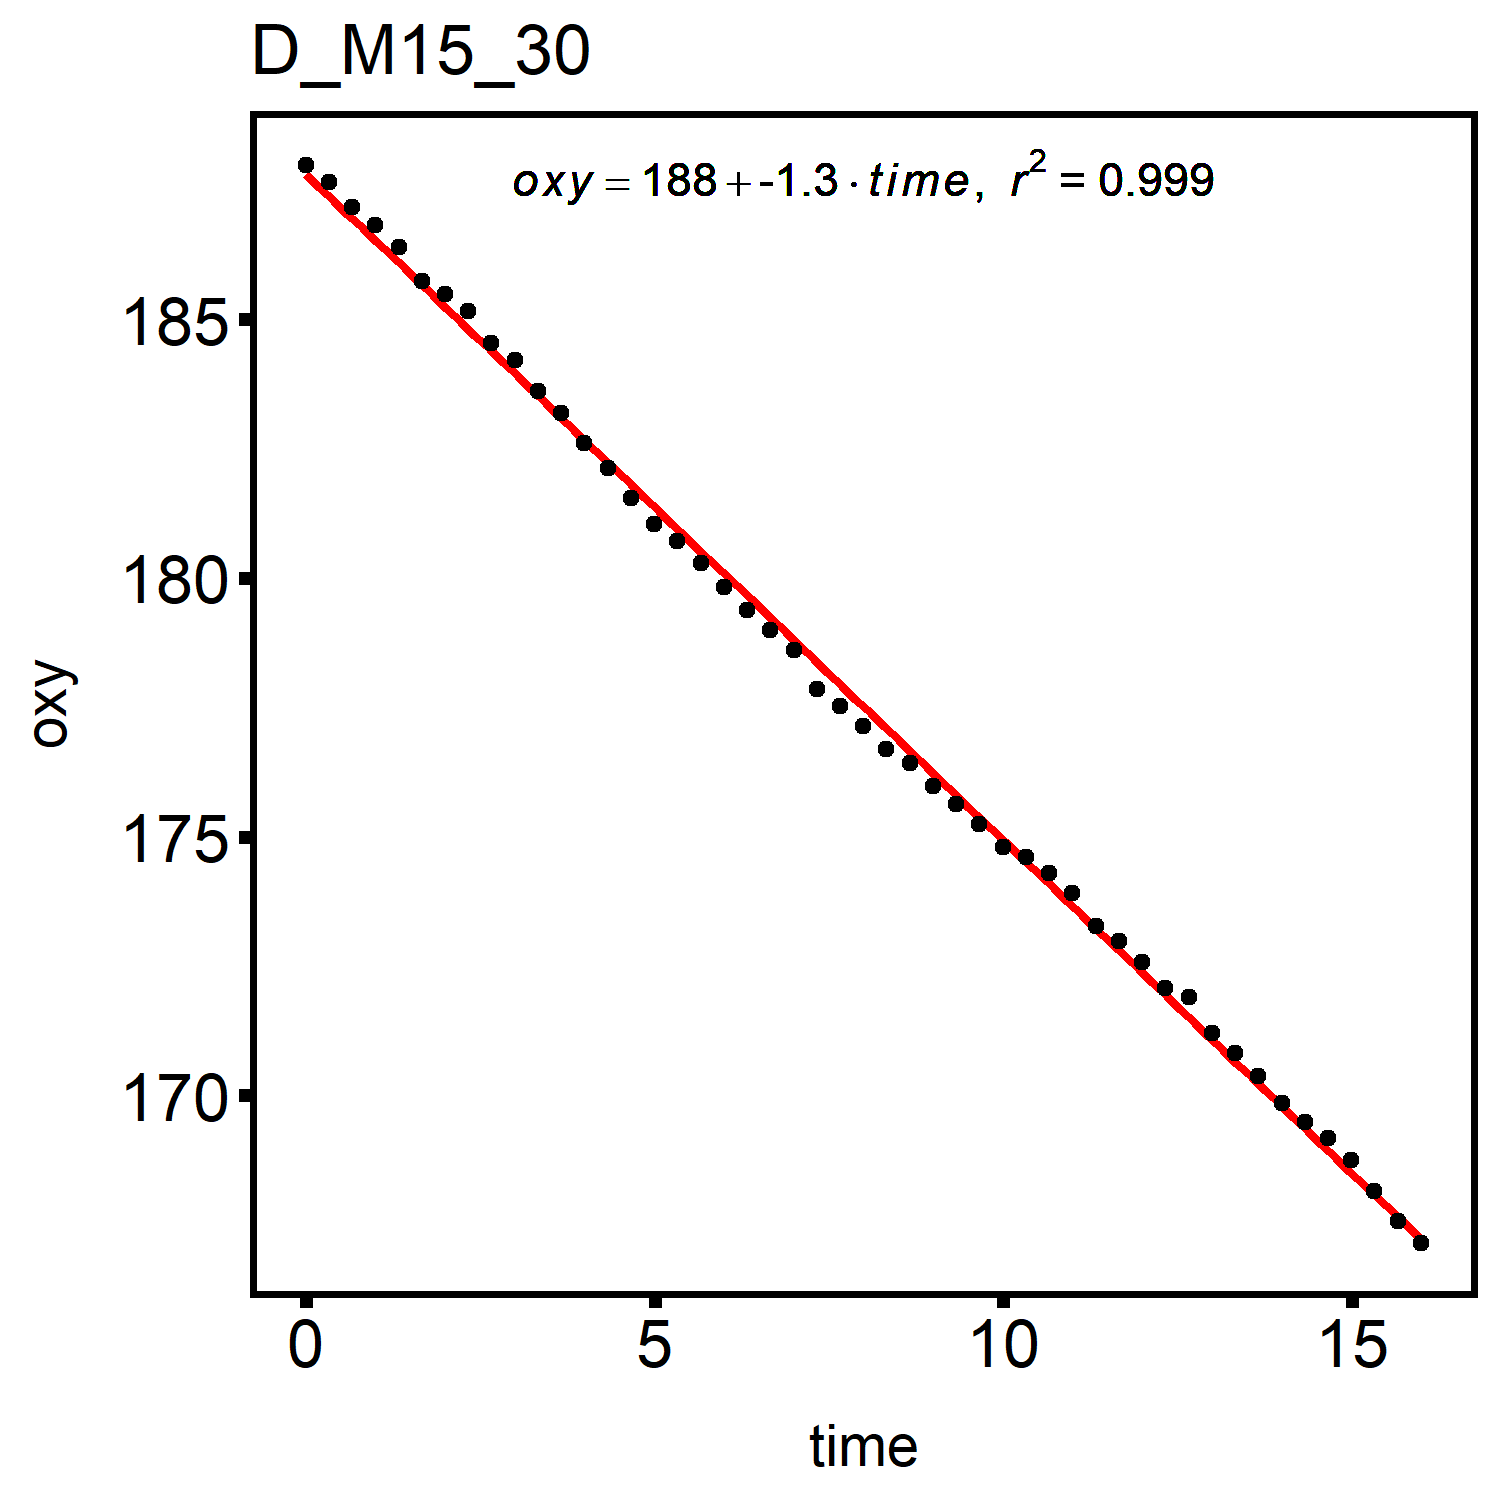 D_M15_30
oxy = 188 + -1.3 · time, r² = 0.999
185
180
175
170
oxy
0 5 10 15
time